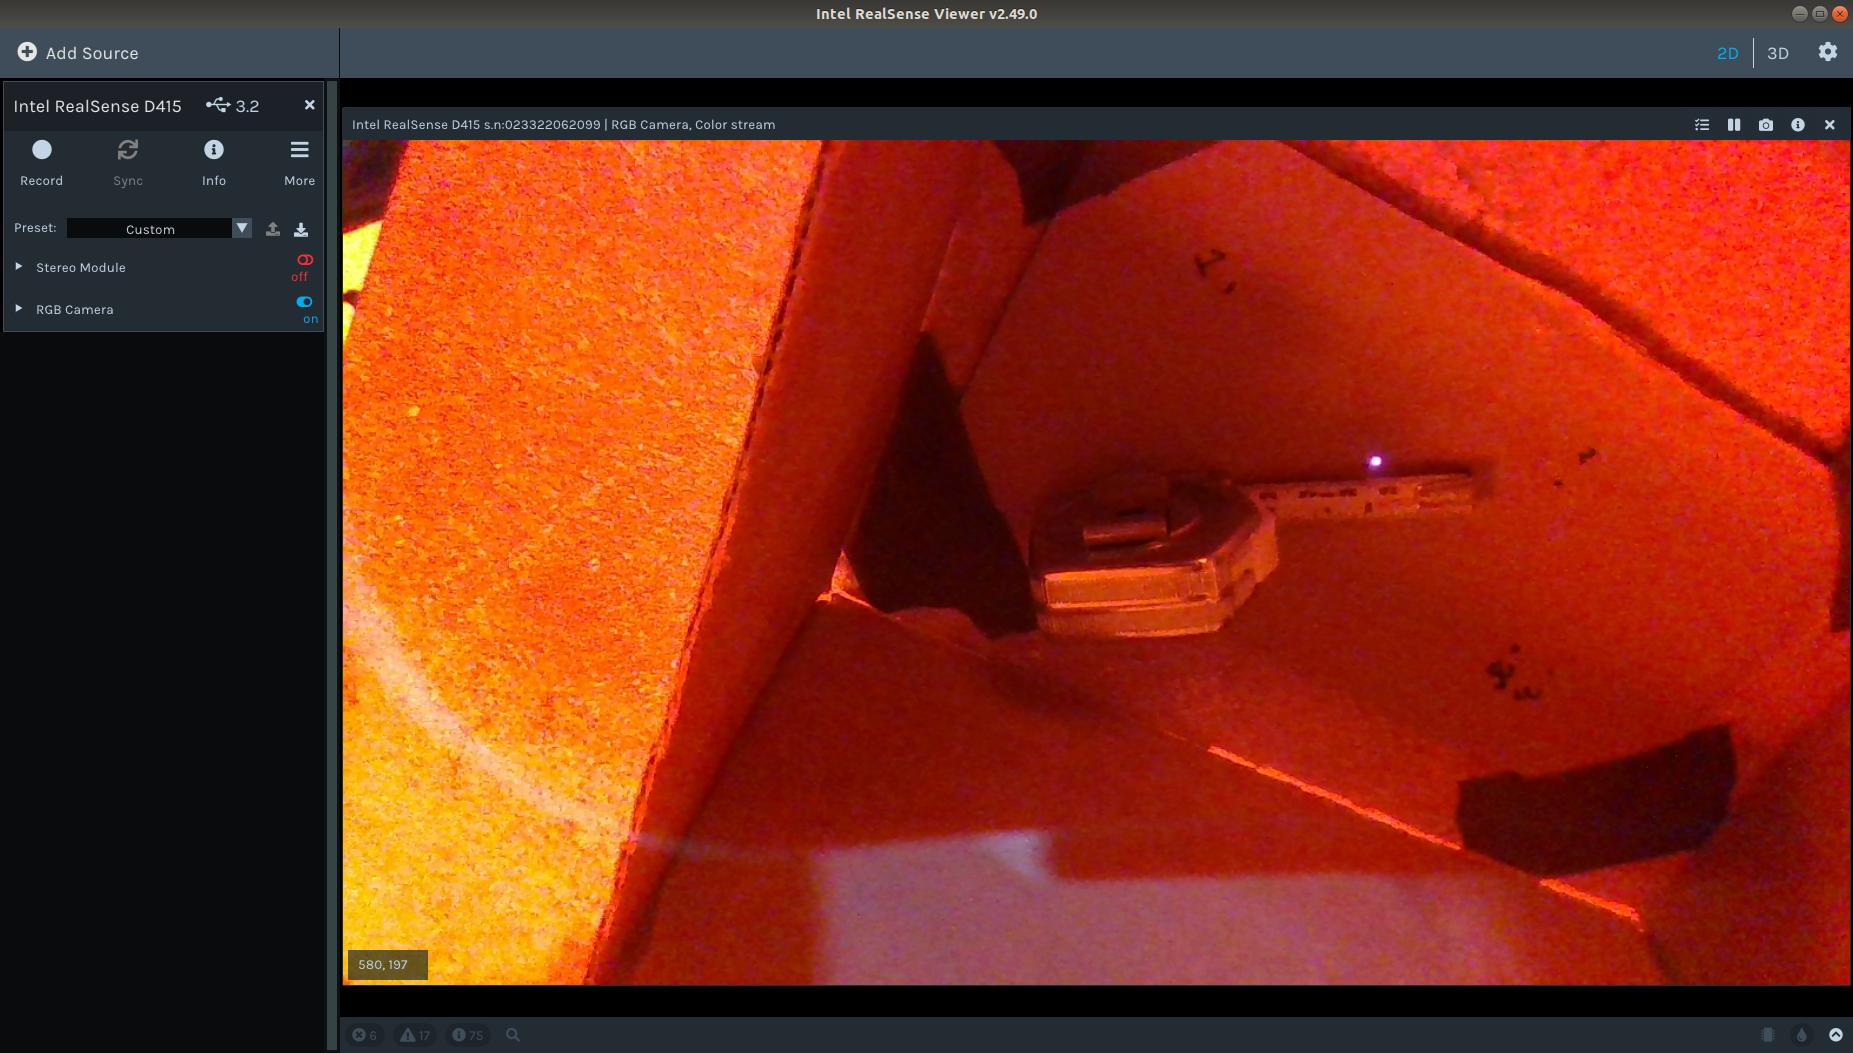 Intel RealSense Viewer v2.49.0
Add Source
2D
3D
Intel RealSense D415
3.2
Intel RealSense D415 s.n:023322062099 | RGB Camera, Color stream
Record
Sync
Info
More
Preset:
Custom
Stereo Module
off
RGB Camera
on
1
580, 197
6
17
75